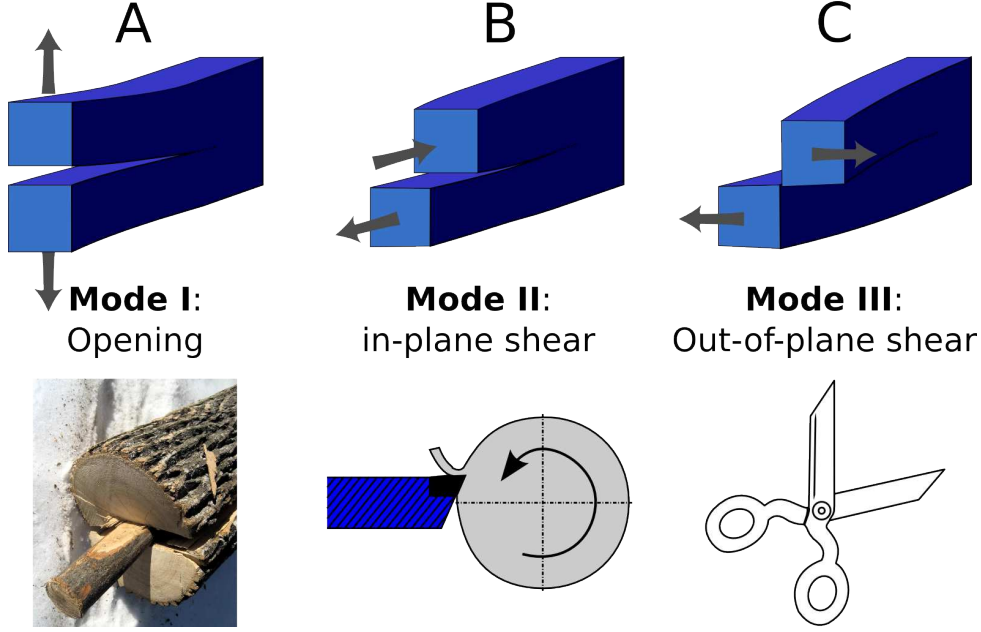 A
B
C
Mode I:
Opening
Mode II:
in-plane shear
Mode III:
Out-of-plane shear